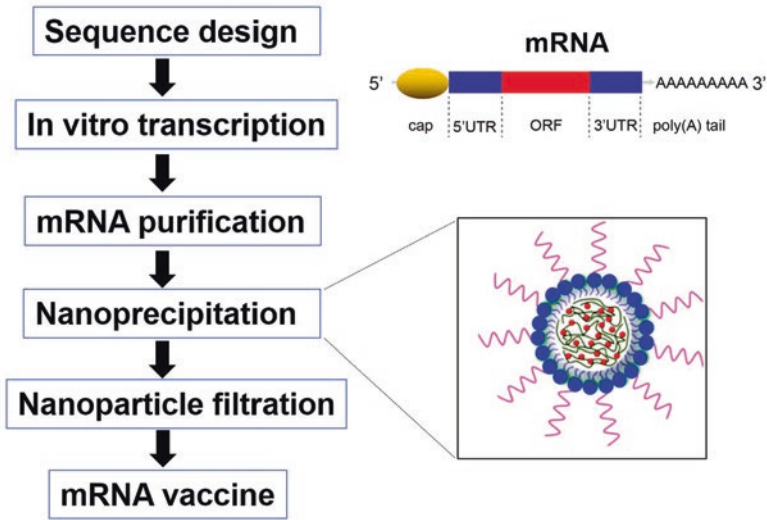 Sequence design
In vitro transcription
mRNA purification
Nanoprecipitation
Nanoparticle filtration
mRNA vaccine
mRNA
5’ AAAAAAAAA 3’
cap 5’UTR ORF 3’UTR poly(A) tail